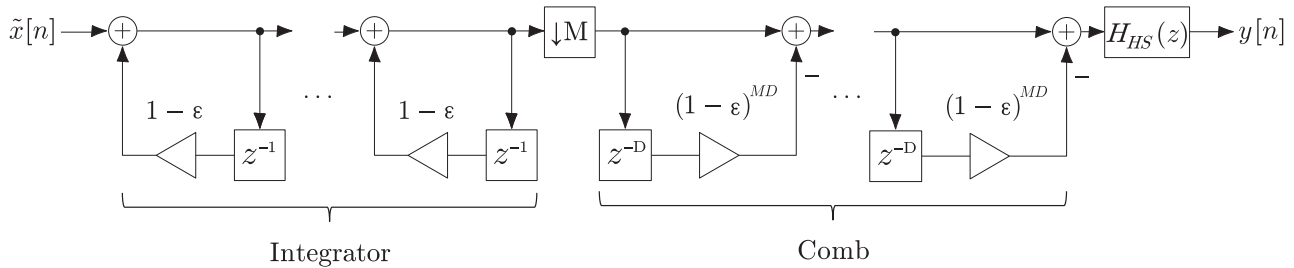 x̃[n]
1 − ε
z⁻¹
...
1 − ε
z⁻¹
↓M
z⁻ᴰ
(1 − ε)ᴹᴰ
−
...
z⁻ᴰ
(1 − ε)ᴹᴰ
−
H_HS(z)
y[n]
Integrator
Comb